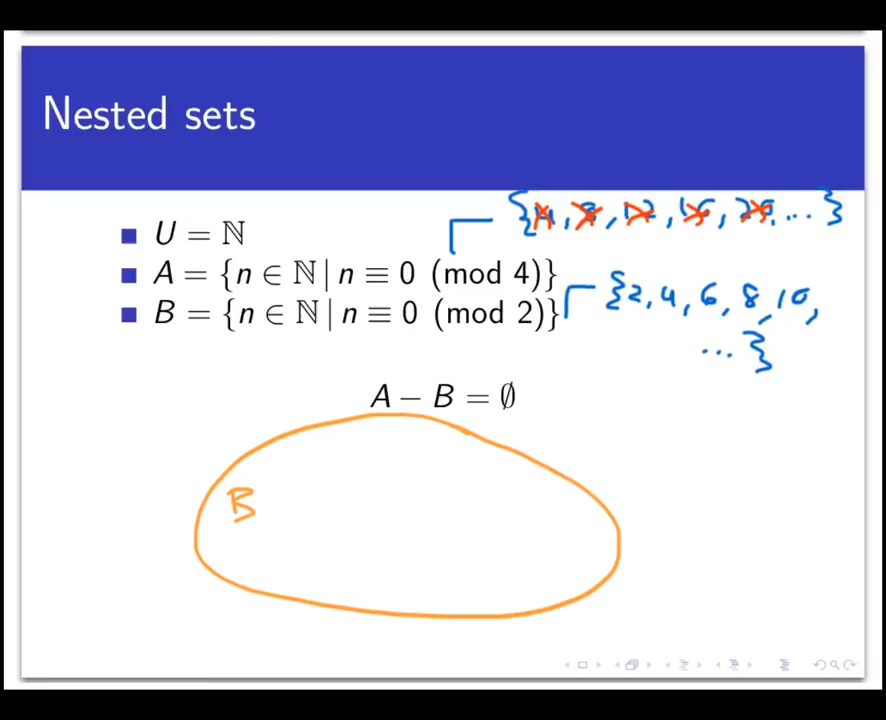 Nested sets
{4, 8, 12, 16, 20, ... }
U = ℕ
A = {n ∈ ℕ | n ≡ 0 (mod 4)}
{2, 4, 6, 8, 10,
B = {n ∈ ℕ | n ≡ 0 (mod 2)}
... }
A − B = ∅
B